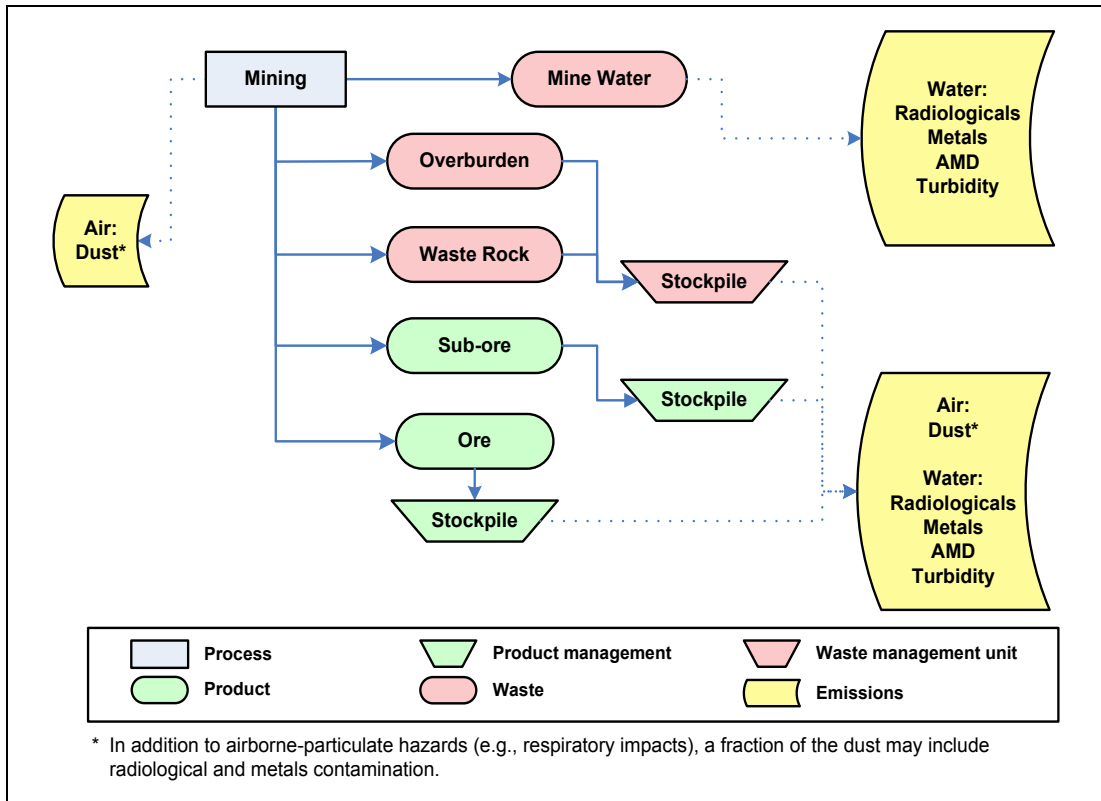 Mining
Mine Water
Water:
Radiologicals
Metals
AMD
Turbidity
Overburden
Air:
Dust*
Waste Rock
Stockpile
Sub-ore
Stockpile
Ore
Stockpile
Air:
Dust*
Water:
Radiologicals
Metals
AMD
Turbidity
Process
Product management
Waste management unit
Product
Waste
Emissions
* In addition to airborne-particulate hazards (e.g., respiratory impacts), a fraction of the dust may include
radiological and metals contamination.